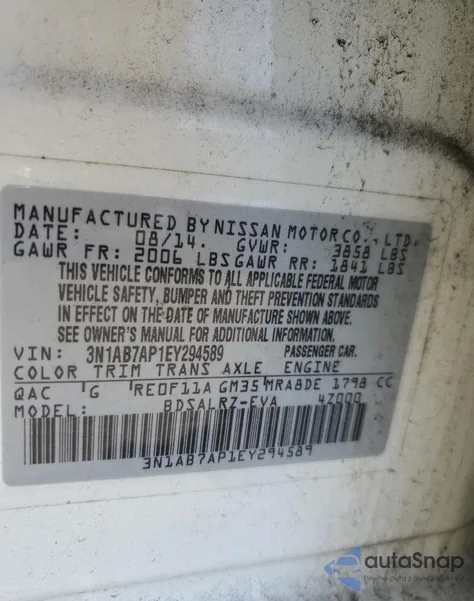 MANUFACTURED BY NISSAN MOTOR CO., LTD.
DATE: 08/14. GVWR: 3858 LBS
GAWR FR: 2006 LBS GAWR RR: 1841 LBS
THIS VEHICLE CONFORMS TO ALL APPLICABLE FEDERAL MOTOR
VEHICLE SAFETY, BUMPER AND THEFT PREVENTION STANDARDS
IN EFFECT ON THE DATE OF MANUFACTURE SHOWN ABOVE.
SEE OWNER'S MANUAL FOR ADDITIONAL INFORMATION.
VIN: 3N1AB7AP1EY294589 PASSENGER CAR.
COLOR TRIM TRANS AXLE ENGINE
QAC G RE0F11A GM35 MRA8DE 1798 CC
MODEL: BDSALRZ-EVA 47000
3N1AB7AP1EY294589
autaSnap